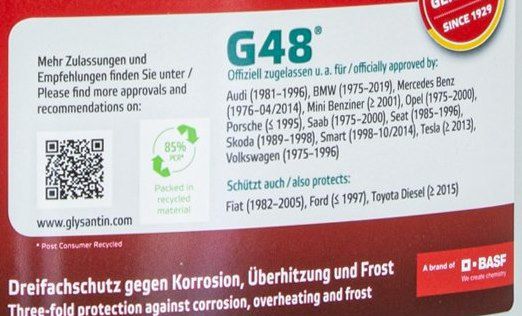 SINCE 1929
Mehr Zulassungen und
Empfehlungen finden Sie unter /
Please find more approvals and
recommendations on:
85%
PCR*
Packed in
recycled
material
www.glysantin.com
* Post Consumer Recycled
G48®
Offiziell zugelassen u. a. für / officially approved by:
Audi (1981–1996), BMW (1975–2019), Mercedes Benz
(1976–04/2014), Mini Benziner (≥ 2001), Opel (1975–2000),
Porsche (≤ 1995), Saab (1975–2000), Seat (1985–1996),
Skoda (1989–1998), Smart (1998–10/2014), Tesla (≥ 2013),
Volkswagen (1975–1996)
Schützt auch / also protects:
Fiat (1982–2005), Ford (≤ 1997), Toyota Diesel (≥ 2015)
Dreifachschutz gegen Korrosion, Überhitzung und Frost
Three-fold protection against corrosion, overheating and frost
A brand of
BASF
We create chemistry